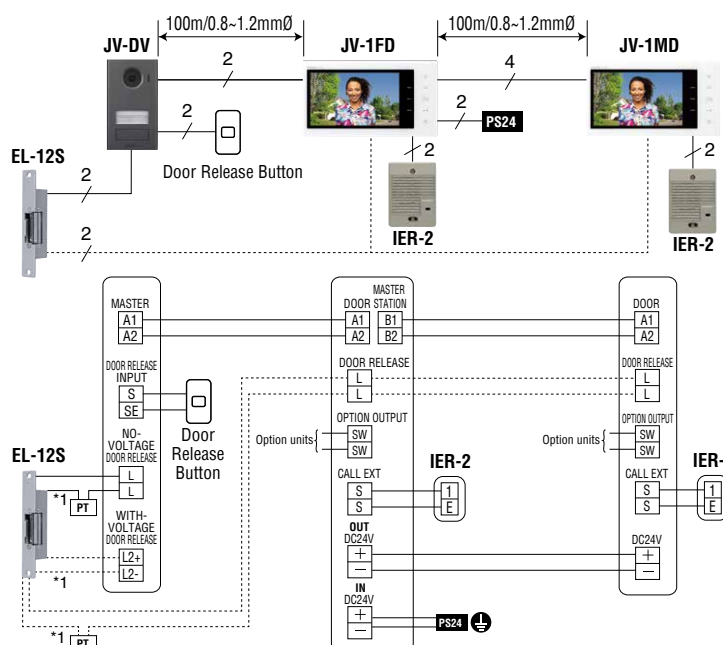 100m/0.8~1.2mmØ
100m/0.8~1.2mmØ
JV-DV
JV-1FD
JV-1MD
2
4
2
2
PS24
2
2
EL-12S
2
Door Release Button
2
IER-2
IER-2
MASTER
A1
A2
DOOR RELEASE
INPUT
S
SE
Door
Release
Button
NO-
VOLTAGE
DOOR RELEASE
L
L
EL-12S
*1
PT
WITH-
VOLTAGE
DOOR RELEASE
L2+
L2-
*1
*1
PT
MASTER
DOOR STATION
A1
B1
A2
B2
DOOR RELEASE
L
L
OPTION OUTPUT
Option units
SW
SW
CALL EXT
IER-2
S
1
S
E
OUT
DC24V
+
–
IN
DC24V
+
–
PS24
DOOR
A1
A2
DOOR RELEASE
L
L
OPTION OUTPUT
Option units
SW
SW
CALL EXT
IER-
S
1
S
E
DC24V
+
–